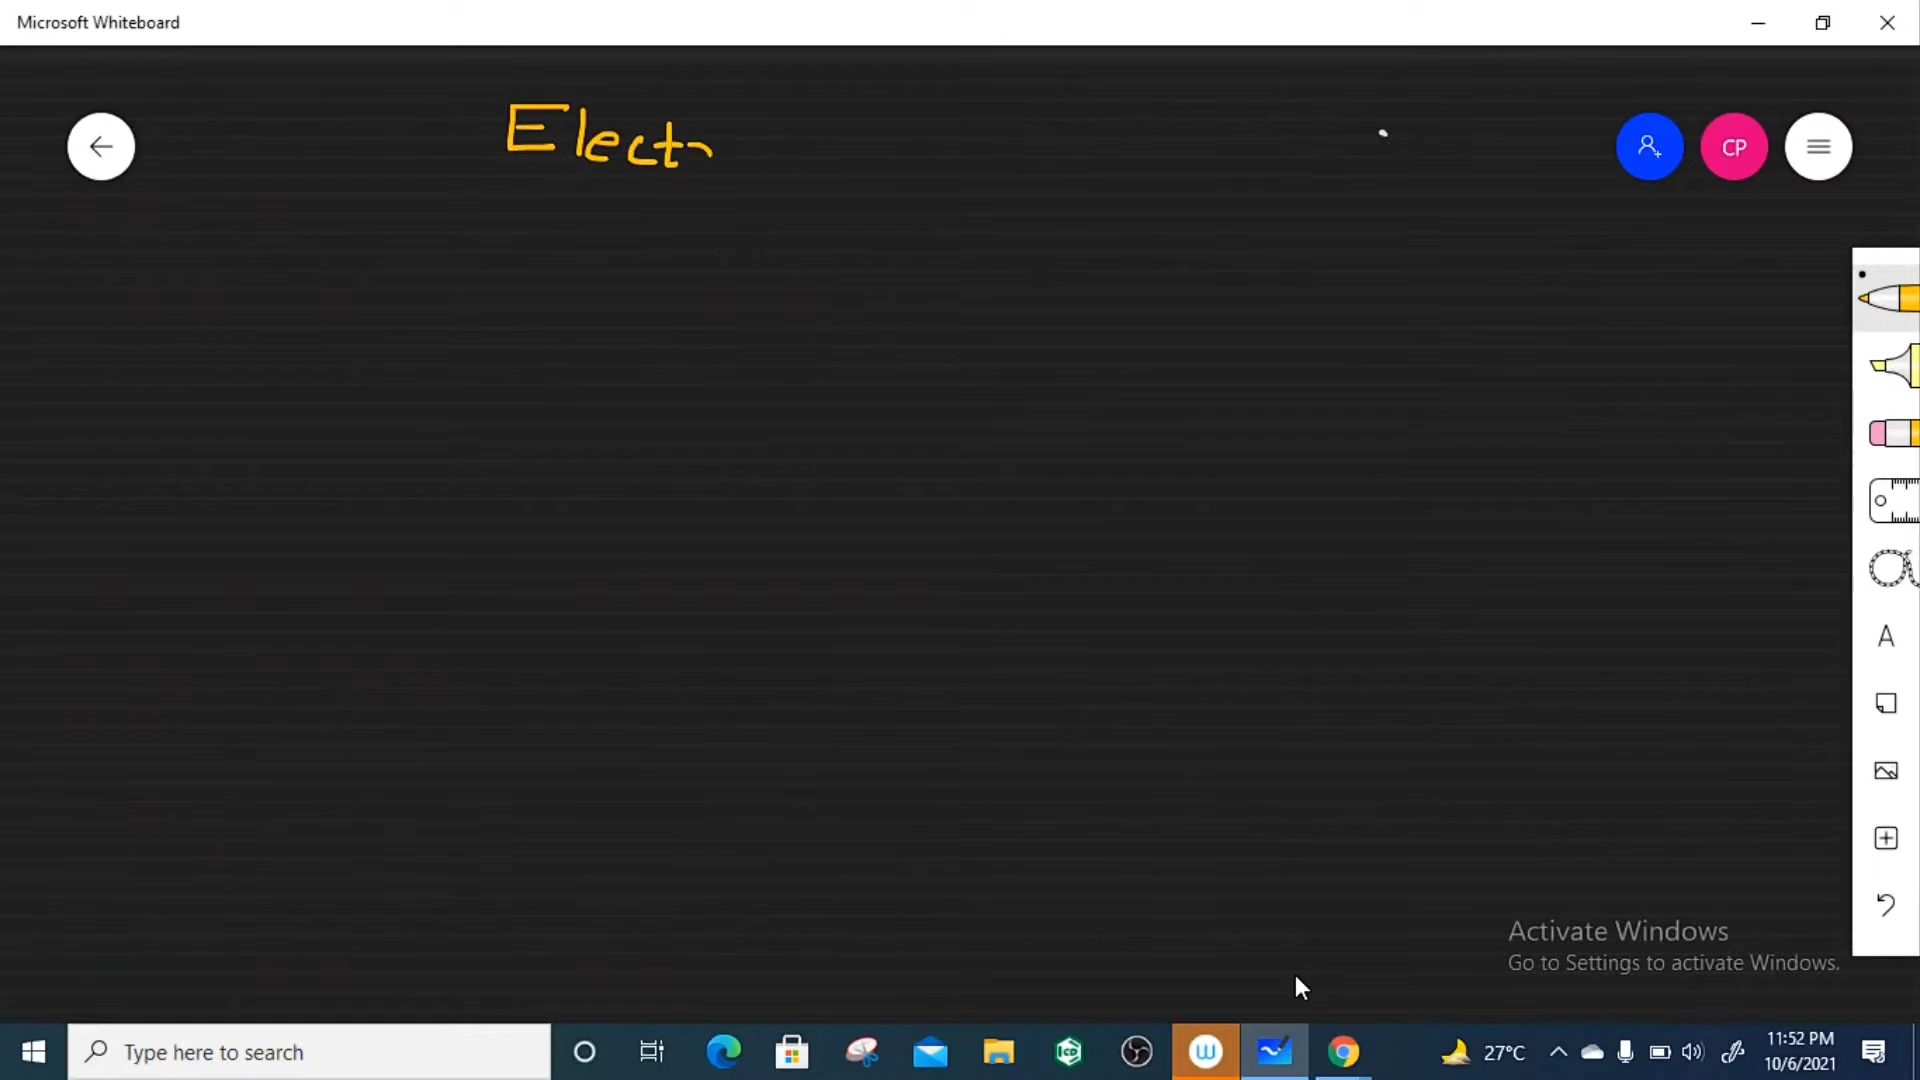 Microsoft Whiteboard
Electr
CP
A
Activate Windows
Go to Settings to activate Windows.
Type here to search
27°C
11:52 PM
10/6/2021